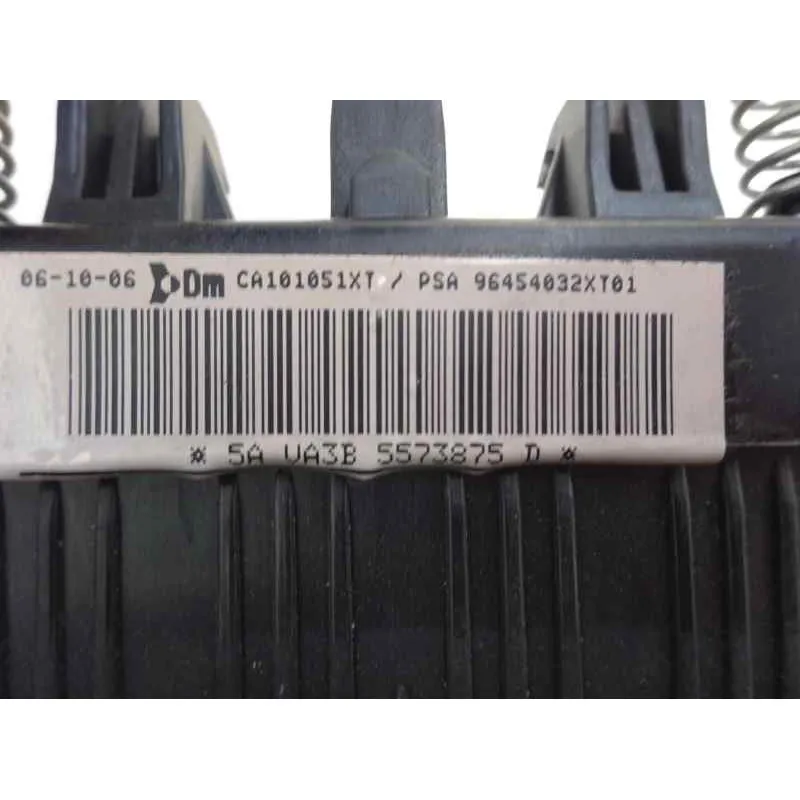 06-10-06 Dm CA101051XT / PSA 96454032XT01
* 5A VA3B 5573875 D *